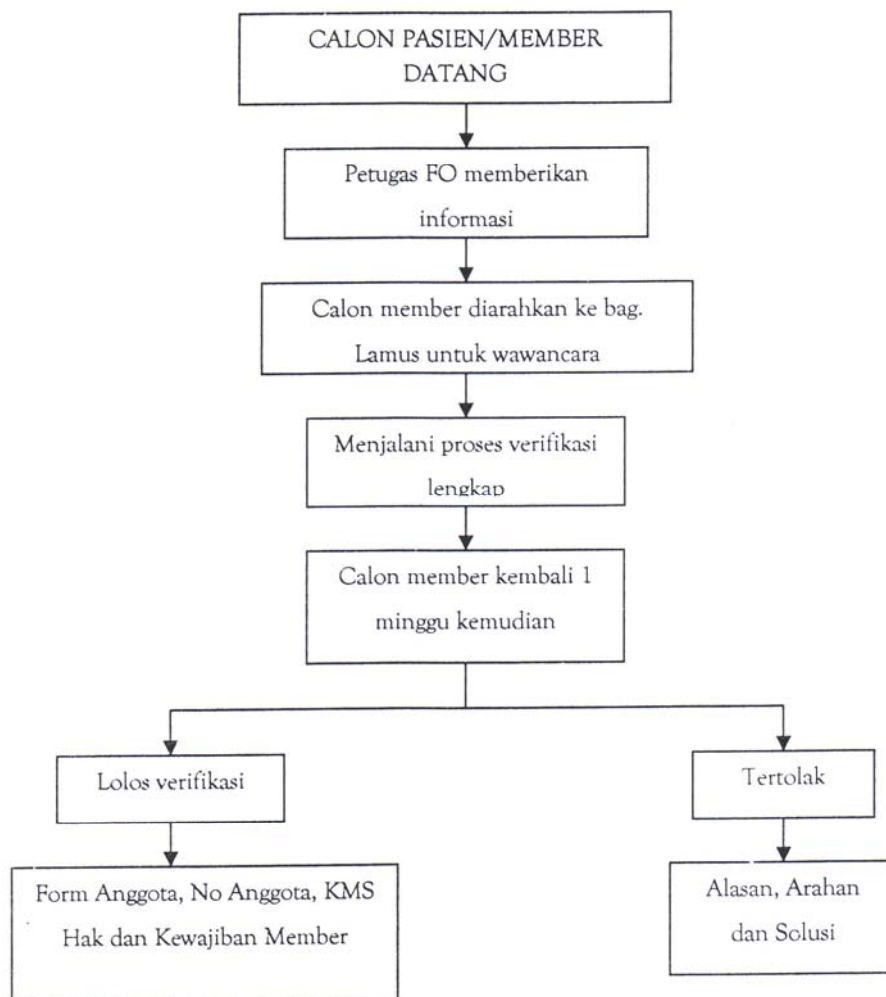 CALON PASIEN/MEMBER
DATANG
Petugas FO memberikan
informasi
Calon member diarahkan ke bag.
Lamus untuk wawancara
Menjalani proses verifikasi
lengkap
Calon member kembali 1
minggu kemudian
Lolos verifikasi
Tertolak
Form Anggota, No Anggota, KMS
Hak dan Kewajiban Member
Alasan, Arahan
dan Solusi